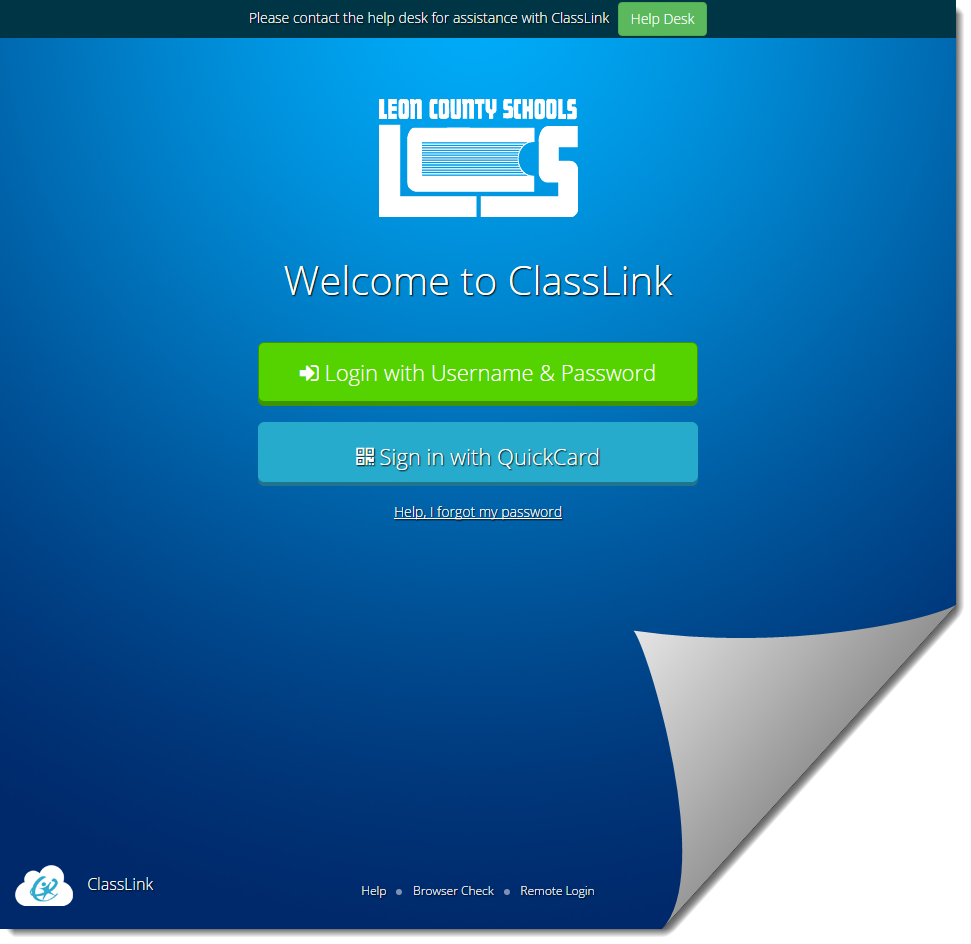 Please contact the help desk for assistance with ClassLink Help Desk
LEON COUNTY SCHOOLS
LCS
Welcome to ClassLink
Login with Username & Password
Sign in with QuickCard
Help, I forgot my password
ClassLink
Help ● Browser Check ● Remote Login